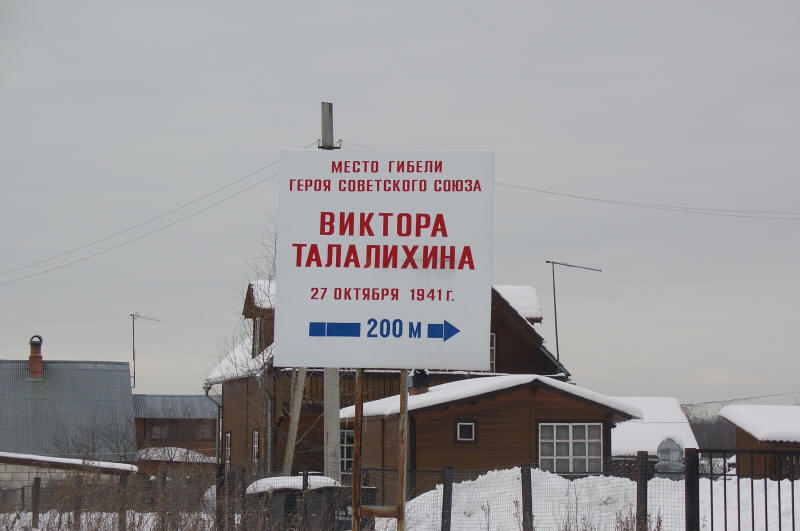 МЕСТО ГИБЕЛИ
ГЕРОЯ СОВЕТСКОГО СОЮЗА
ВИКТОРА
ТАЛАЛИХИНА
27 ОКТЯБРЯ 1941 г.
200 М